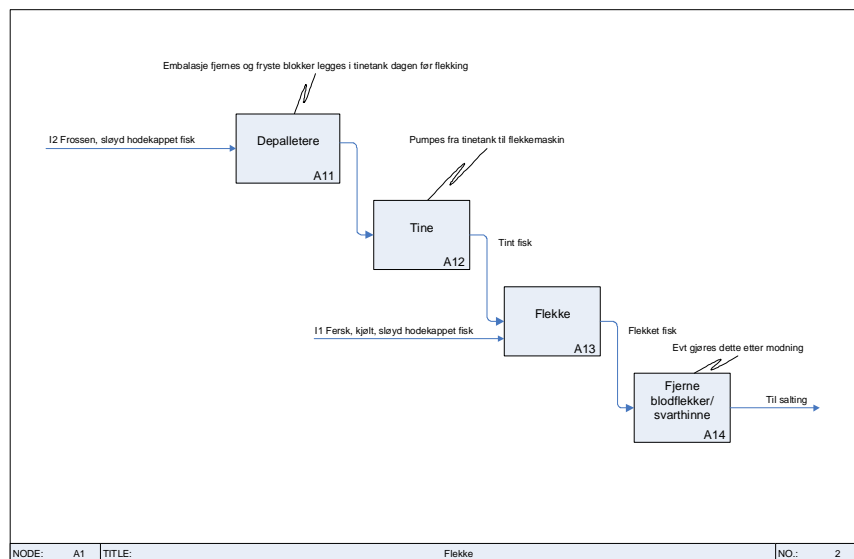 Embalasje fjernes og fryste blokker legges i tinetank dagen før flekking
I2 Frossen, sløyd hodekappet fisk
Depalletere
A11
Pumpes fra tinetank til flekkemaskin
Tine
A12
Tint fisk
I1 Fersk, kjølt, sløyd hodekappet fisk
Flekke
A13
Flekket fisk
Evt gjøres dette etter modning
Fjerne
blodflekker/
svarthinne
A14
Til salting
NODE: A1 TITLE: Flekke NO.: 2